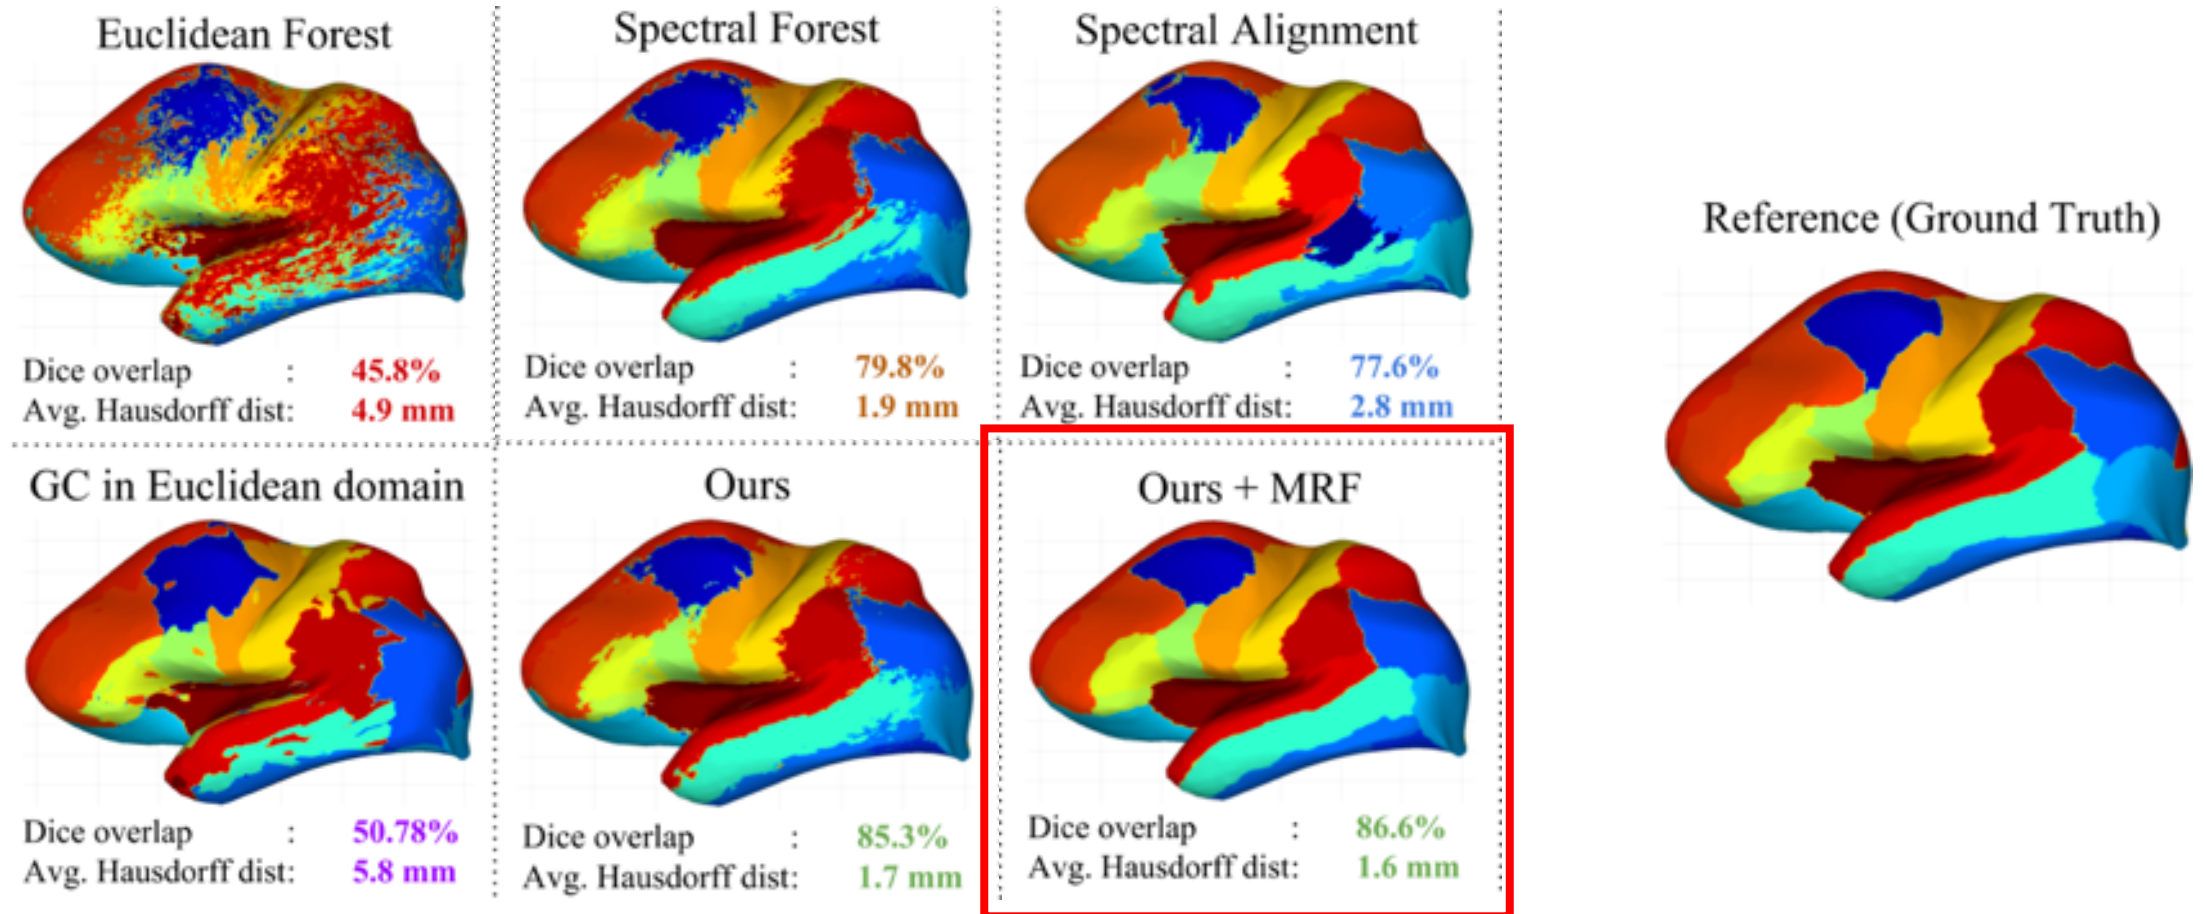 Euclidean Forest
Dice overlap : 45.8%
Avg. Hausdorff dist: 4.9 mm
Spectral Forest
Dice overlap : 79.8%
Avg. Hausdorff dist: 1.9 mm
Spectral Alignment
Dice overlap : 77.6%
Avg. Hausdorff dist: 2.8 mm
Reference (Ground Truth)
GC in Euclidean domain
Dice overlap : 50.78%
Avg. Hausdorff dist: 5.8 mm
Ours
Dice overlap : 85.3%
Avg. Hausdorff dist: 1.7 mm
Ours + MRF
Dice overlap : 86.6%
Avg. Hausdorff dist: 1.6 mm